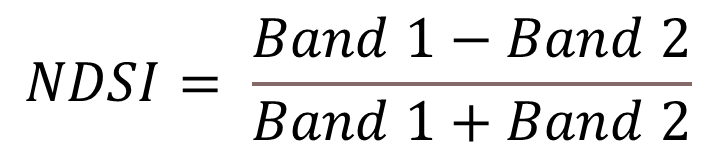 NDSI = Band 1 − Band 2
Band 1 + Band 2